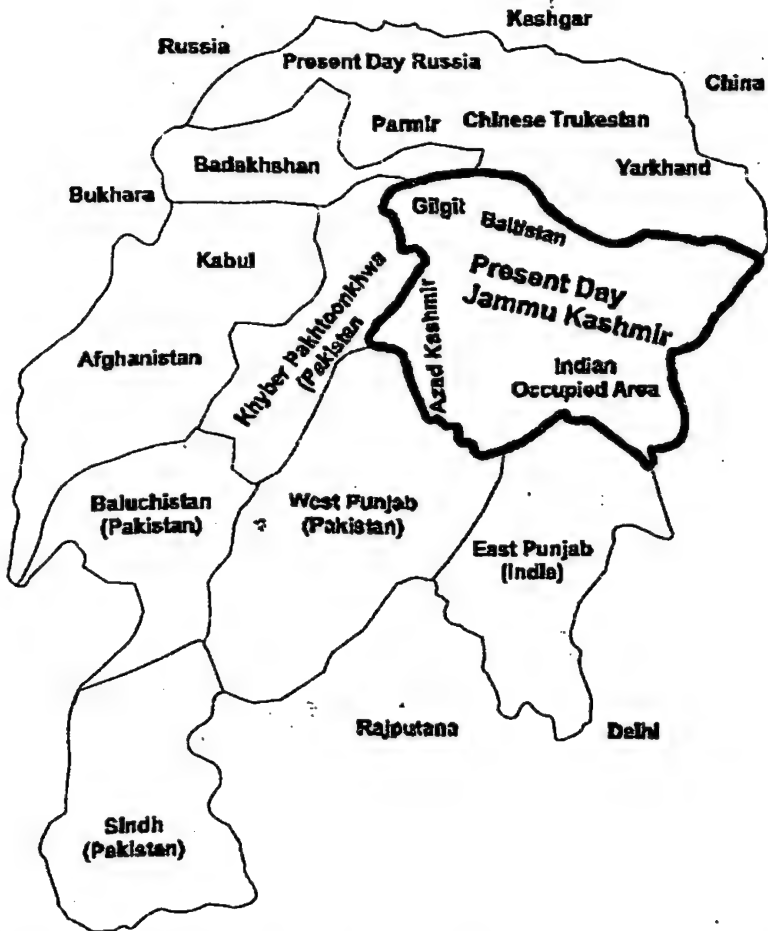 Kashgar
Russia
Present Day Russia
China
Parmir
Chinese Trukestan
Badakhshan
Yarkhand
Bukhara
Gilgit
Baltistan
Kabul
Present Day
Jammu Kashmir
Khyber Pakhtoonkhwa
(Pakistan)
Afghanistan
Azad Kashmir
Indian
Occupied Area
Baluchistan
(Pakistan)
West Punjab
(Pakistan)
East Punjab
(India)
Rajputana
Delhi
Sindh
(Pakistan)